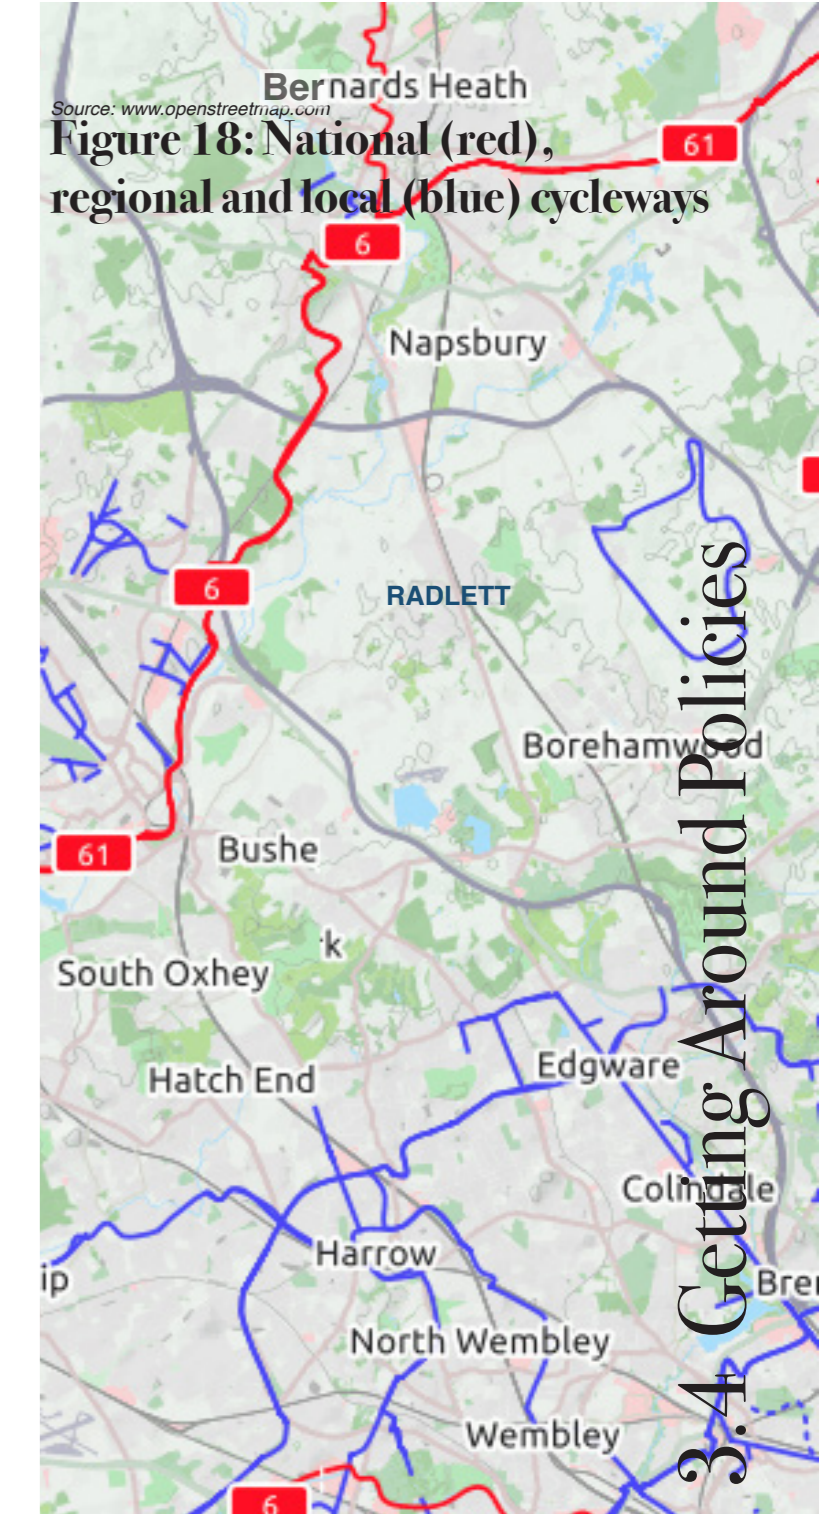 Bernards Heath
Source: www.openstreetmap.com
Figure 18: National (red),
regional and local (blue) cycleways
61
6
Napsbury
6
RADLETT
Borehamwood
61
Bushe
k
South Oxhey
Hatch End
Edgware
Colindale
Harrow
ip
Bre
North Wembley
Wembley
6
3.4 Getting Around Policies